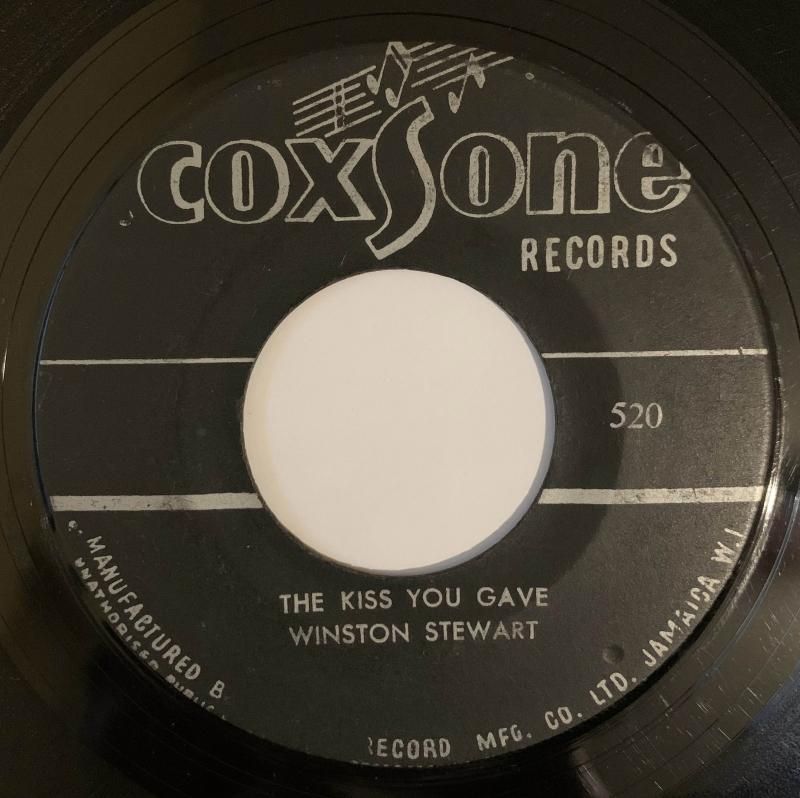 coxSone
RECORDS
520
THE KISS YOU GAVE
WINSTON STEWART
MANUFACTURED B
RECORD MFG. CO. LTD. JAMAICA W.I.